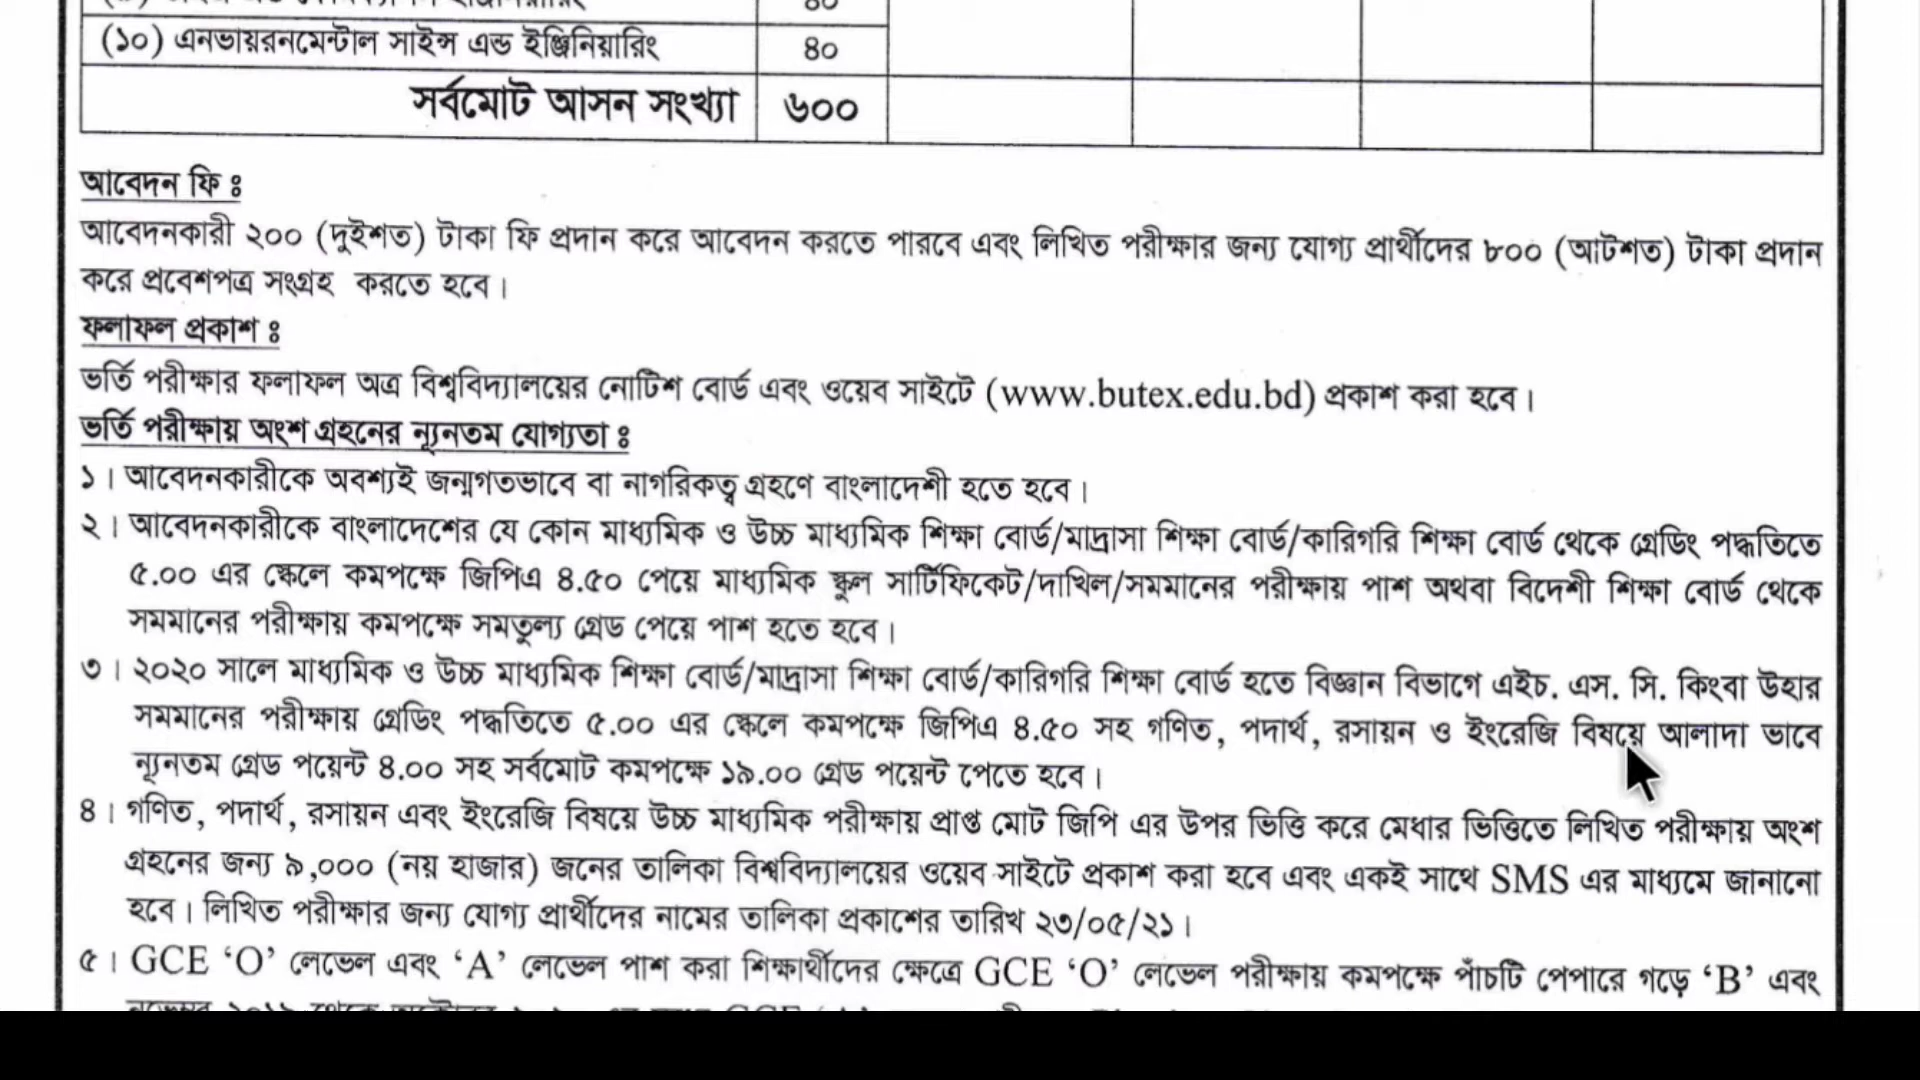 (১০) এনভায়রনমেন্টাল সাইন্স এন্ড ইঞ্জিনিয়ারিং ৪০
সর্বমোট আসন সংখ্যা ৬০০
আবেদন ফি ঃ
আবেদনকারী ২০০ (দুইশত) টাকা ফি প্রদান করে আবেদন করতে পারবে এবং লিখিত পরীক্ষার জন্য যোগ্য প্রার্থীদের ৮০০ (আটশত) টাকা প্রদান
করে প্রবেশপত্র সংগ্রহ করতে হবে।
ফলাফল প্রকাশ ঃ
ভর্তি পরীক্ষার ফলাফল অত্র বিশ্ববিদ্যালয়ের নোটিশ বোর্ড এবং ওয়েব সাইটে (www.butex.edu.bd) প্রকাশ করা হবে।
ভর্তি পরীক্ষায় অংশ গ্রহনের ন্যূনতম যোগ্যতা ঃ
১। আবেদনকারীকে অবশ্যই জন্মগতভাবে বা নাগরিকত্ব গ্রহণে বাংলাদেশী হতে হবে।
২। আবেদনকারীকে বাংলাদেশের যে কোন মাধ্যমিক ও উচ্চ মাধ্যমিক শিক্ষা বোর্ড/মাদ্রাসা শিক্ষা বোর্ড/কারিগরি শিক্ষা বোর্ড থেকে গ্রেডিং পদ্ধতিতে
৫.০০ এর স্কেলে কমপক্ষে জিপিএ ৪.৫০ পেয়ে মাধ্যমিক স্কুল সার্টিফিকেট/দাখিল/সমমানের পরীক্ষায় পাশ অথবা বিদেশী শিক্ষা বোর্ড থেকে
সমমানের পরীক্ষায় কমপক্ষে সমতুল্য গ্রেড পেয়ে পাশ হতে হবে।
৩। ২০২০ সালে মাধ্যমিক ও উচ্চ মাধ্যমিক শিক্ষা বোর্ড/মাদ্রাসা শিক্ষা বোর্ড/কারিগরি শিক্ষা বোর্ড হতে বিজ্ঞান বিভাগে এইচ. এস. সি. কিংবা উহার
সমমানের পরীক্ষায় গ্রেডিং পদ্ধতিতে ৫.০০ এর স্কেলে কমপক্ষে জিপিএ ৪.৫০ সহ গণিত, পদার্থ, রসায়ন ও ইংরেজি বিষয়ে আলাদা ভাবে
ন্যূনতম গ্রেড পয়েন্ট ৪.০০ সহ সর্বমোট কমপক্ষে ১৯.০০ গ্রেড পয়েন্ট পেতে হবে।
৪। গণিত, পদার্থ, রসায়ন এবং ইংরেজি বিষয়ে উচ্চ মাধ্যমিক পরীক্ষায় প্রাপ্ত মোট জিপি এর উপর ভিত্তি করে মেধার ভিত্তিতে লিখিত পরীক্ষায় অংশ
গ্রহনের জন্য ৯,০০০ (নয় হাজার) জনের তালিকা বিশ্ববিদ্যালয়ের ওয়েব সাইটে প্রকাশ করা হবে এবং একই সাথে SMS এর মাধ্যমে জানানো
হবে। লিখিত পরীক্ষার জন্য যোগ্য প্রার্থীদের নামের তালিকা প্রকাশের তারিখ ২৩/০৫/২১।
৫। GCE ‘O’ লেভেল এবং ‘A’ লেভেল পাশ করা শিক্ষার্থীদের ক্ষেত্রে GCE ‘O’ লেভেল পরীক্ষায় কমপক্ষে পাঁচটি পেপারে গড়ে ‘B’ এবং